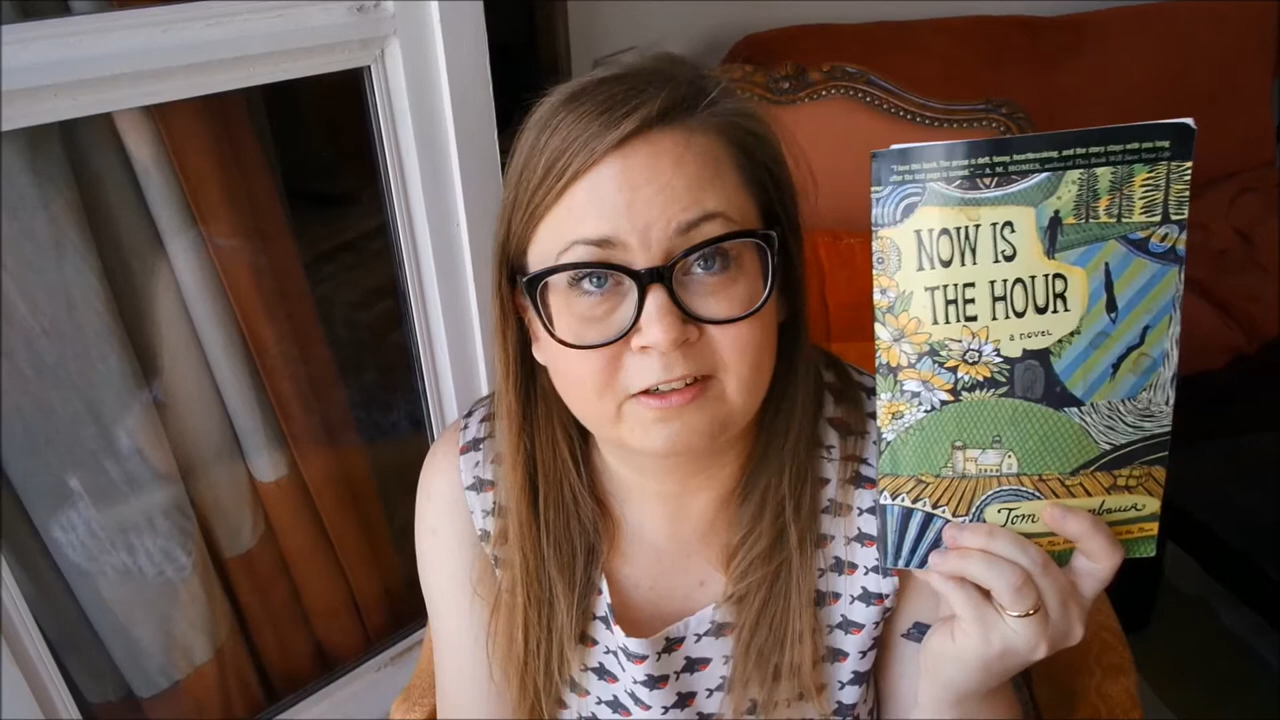 "I love this book. The prose is deft, funny, heartbreaking, and the story stays with you long
after the last page is turned." — A. M. HOMES, author of This Book Will Save Your Life
NOW IS
THE HOUR
a novel
Tom